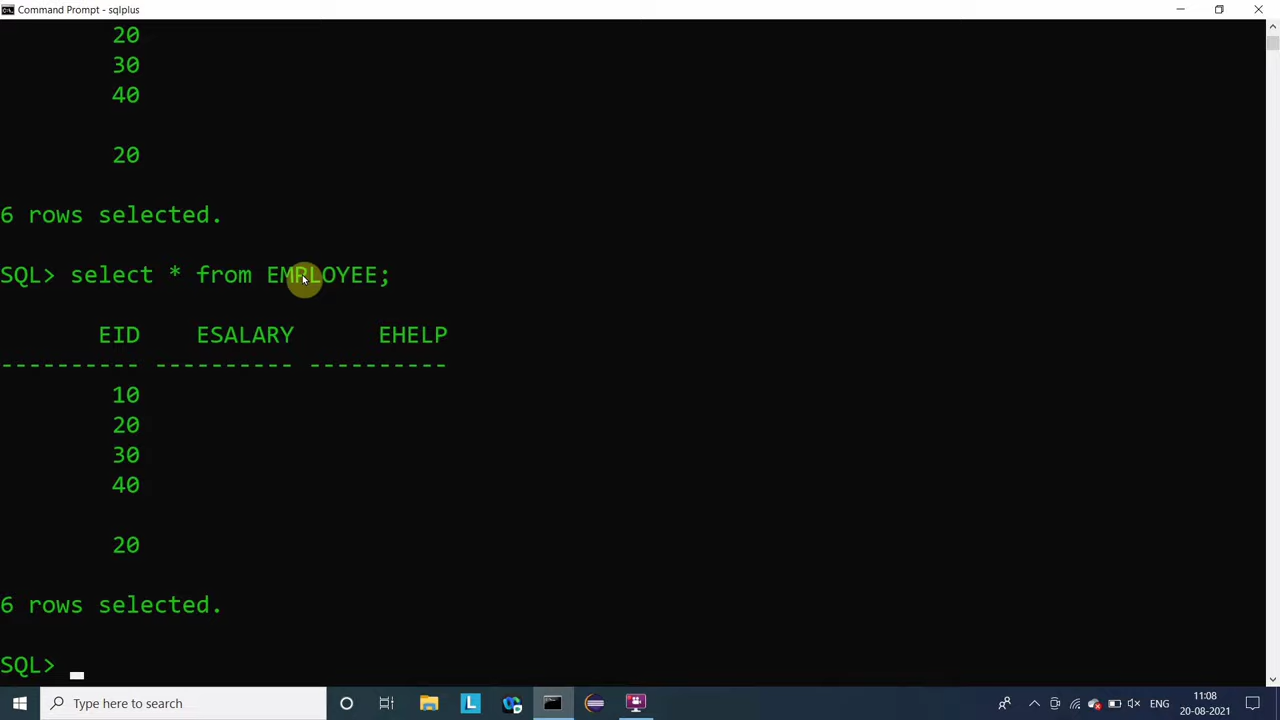 Command Prompt - sqlplus
20
30
40
20
6 rows selected.
SQL> select * from EMPLOYEE;
EID ESALARY EHELP
---------- ---------- ----------
10
20
30
40
20
6 rows selected.
SQL>
Type here to search
L
ENG
11:08
20-08-2021